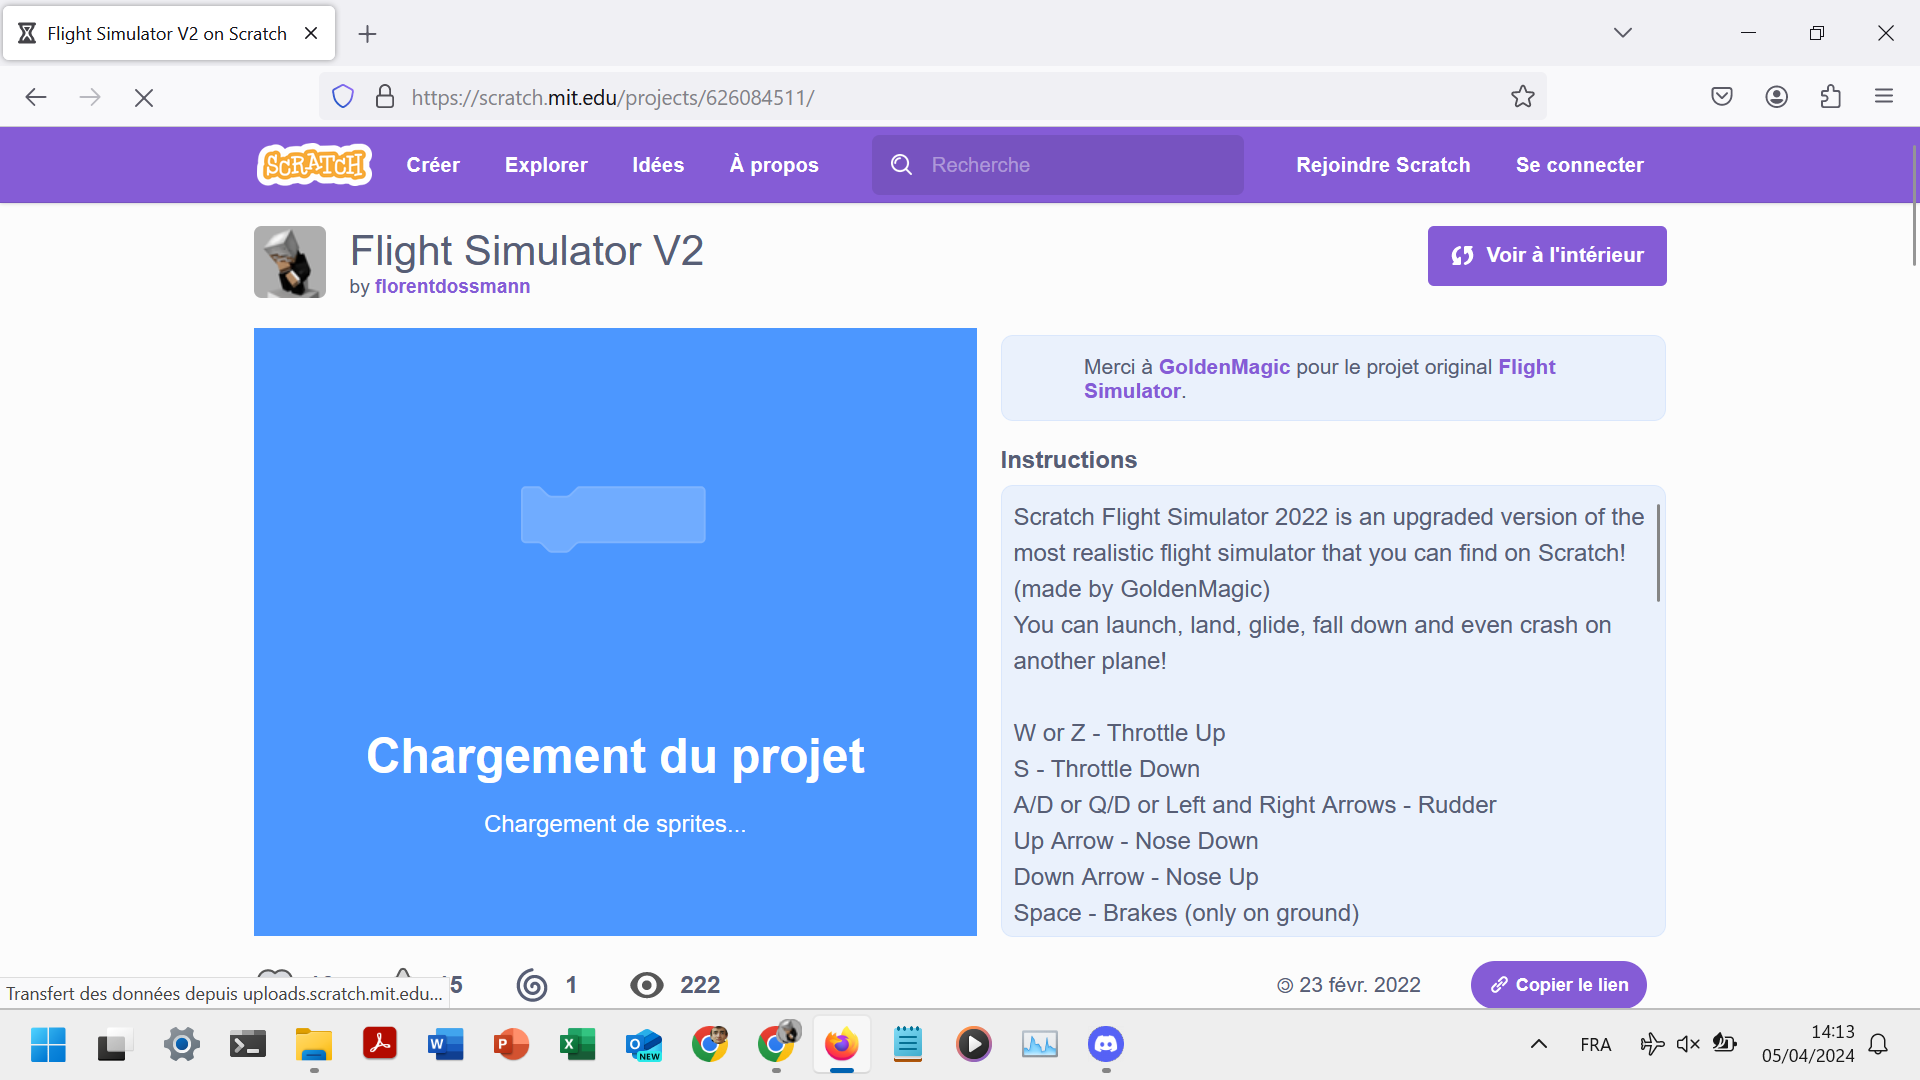 Flight Simulator V2 on Scratch
https://scratch.mit.edu/projects/626084511/
SCRATCH
Créer
Explorer
Idées
À propos
Recherche
Rejoindre Scratch
Se connecter
Flight Simulator V2
by florentdossmann
Voir à l'intérieur
Chargement du projet
Chargement de sprites...
Merci à GoldenMagic pour le projet original Flight
Simulator.
Instructions
Scratch Flight Simulator 2022 is an upgraded version of the
most realistic flight simulator that you can find on Scratch!
(made by GoldenMagic)
You can launch, land, glide, fall down and even crash on
another plane!
W or Z - Throttle Up
S - Throttle Down
A/D or Q/D or Left and Right Arrows - Rudder
Up Arrow - Nose Down
Down Arrow - Nose Up
Space - Brakes (only on ground)
1
222
23 févr. 2022
Copier le lien
Transfert des données depuis uploads.scratch.mit.edu...
W
P
X
O
NEW
FRA
14:13
05/04/2024